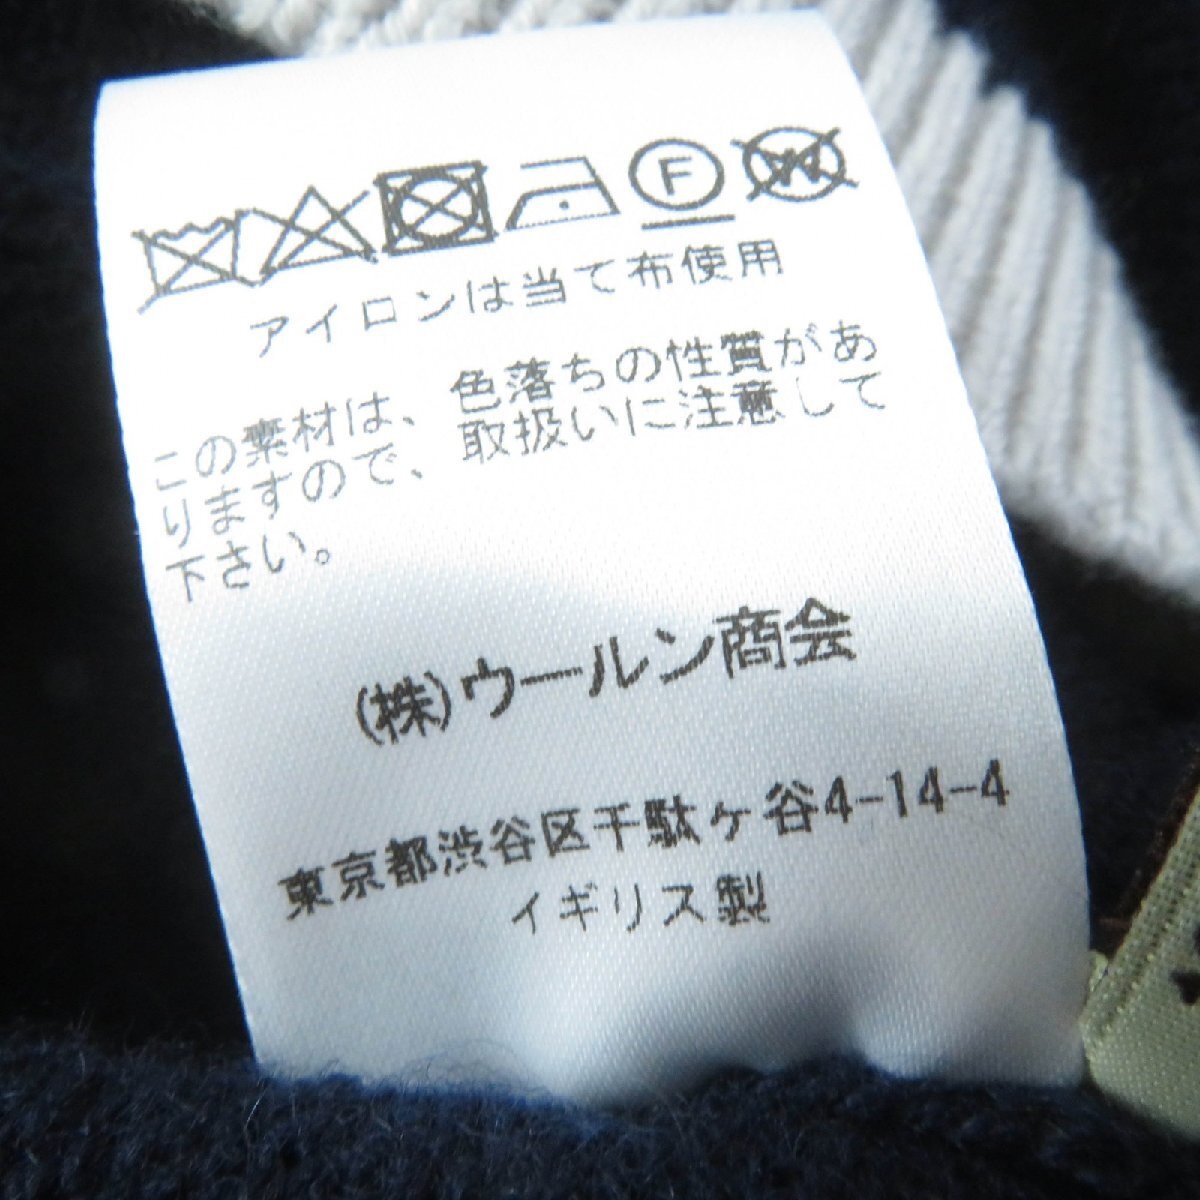 F W
アイロンは当て布使用
この素材は、色落ちの性質があ
りますので、取扱いに注意して
下さい。
(株)ウールン商会
東京都渋谷区千駄ヶ谷4-14-4
イギリス製